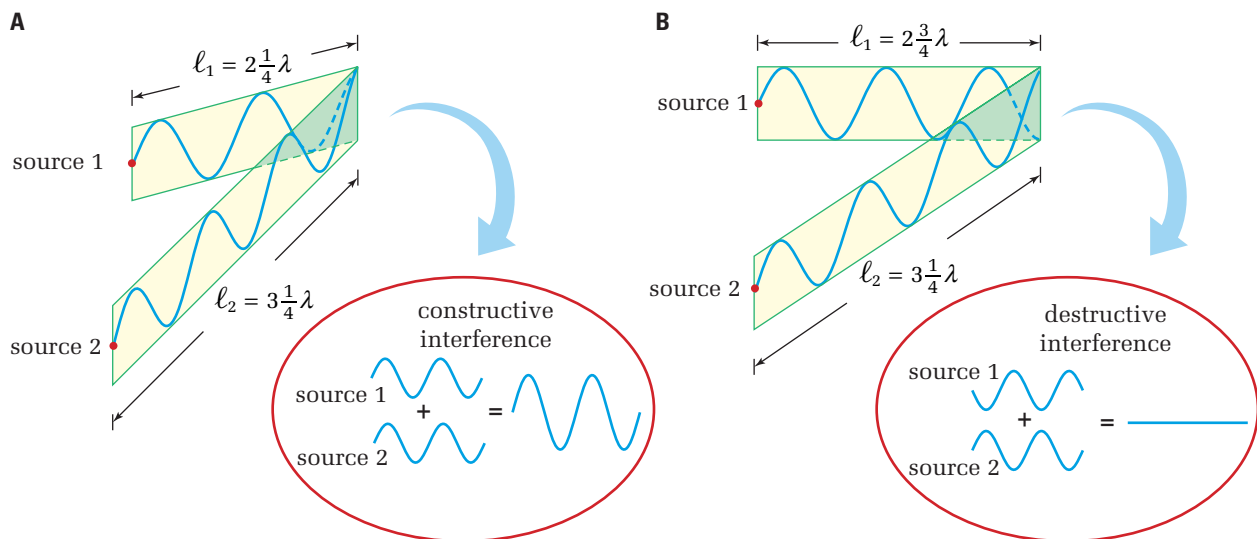 A
ℓ₁ = 2 1/4 λ
source 1
ℓ₂ = 3 1/4 λ
source 2
constructive
interference
source 1
+ =
source 2
B
ℓ₁ = 2 3/4 λ
source 1
source 2
ℓ₂ = 3 1/4 λ
destructive
interference
source 1
+ =
source 2